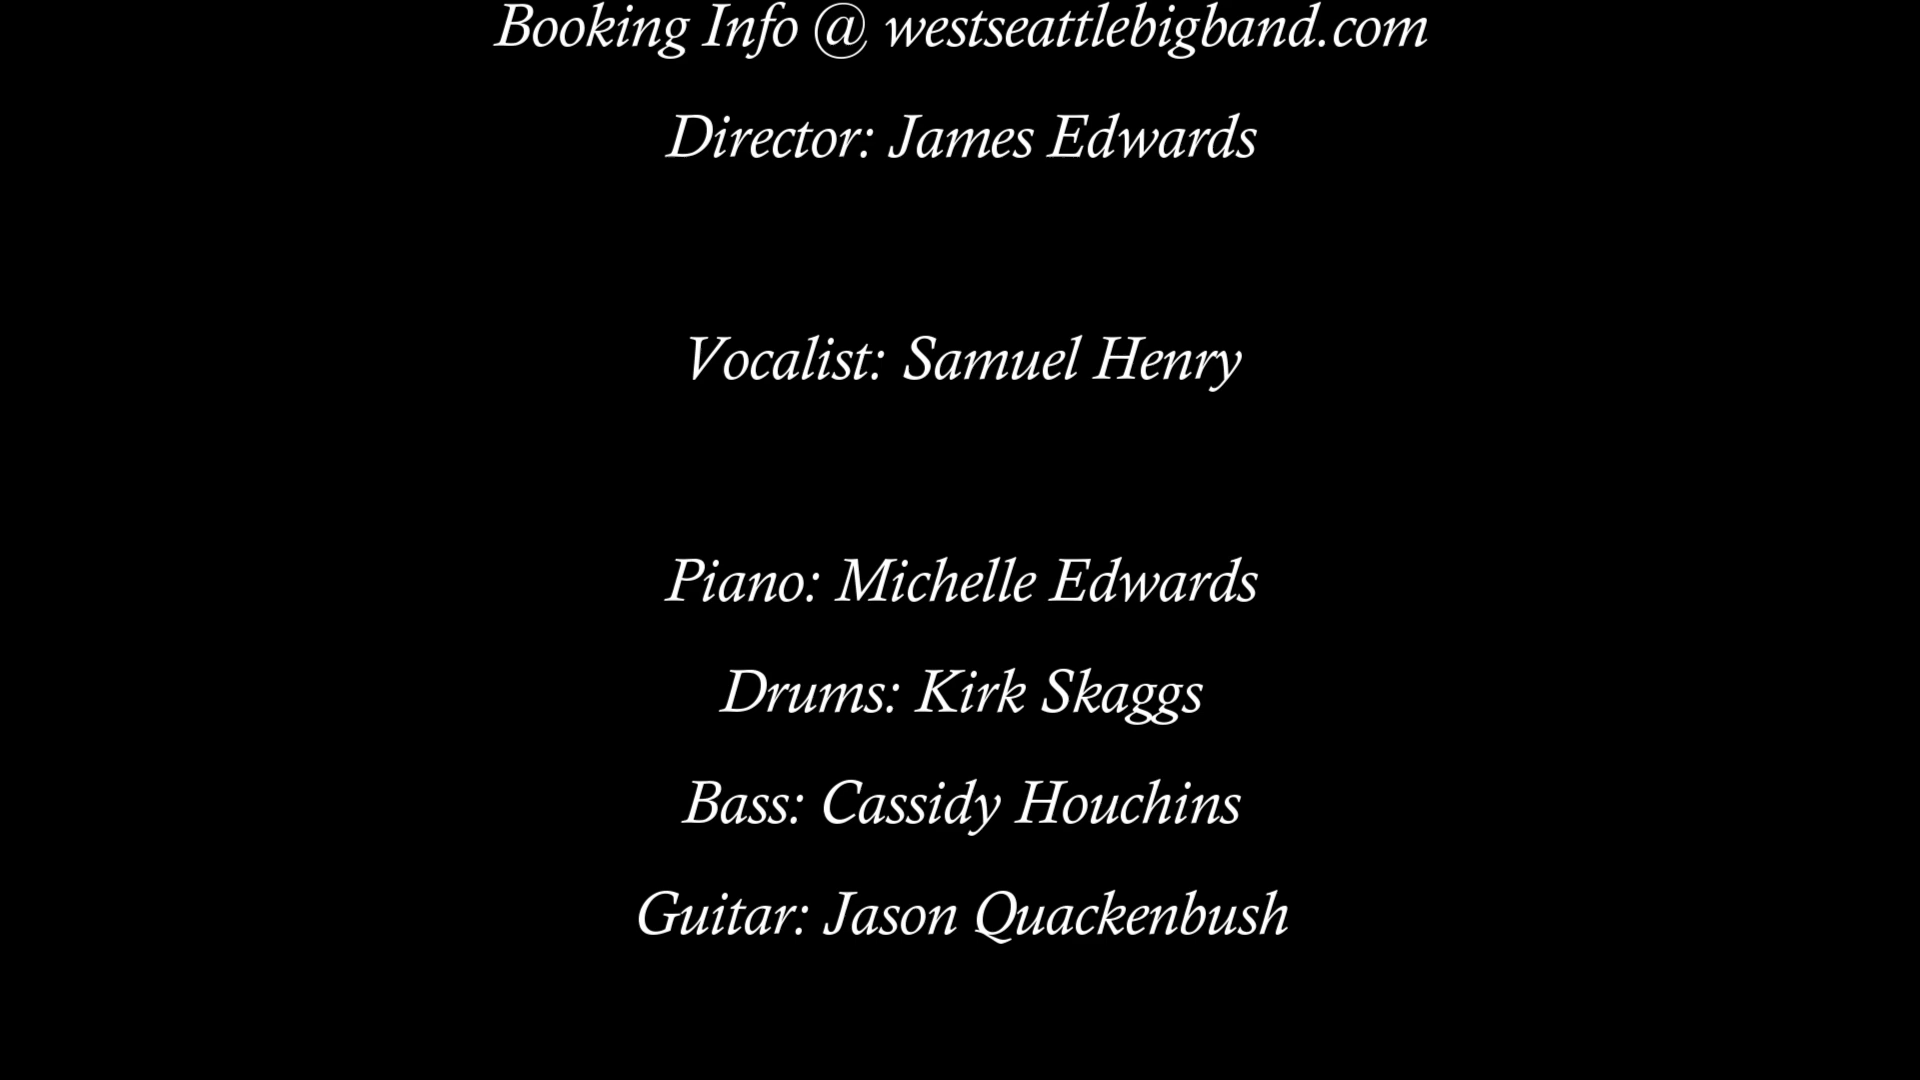 Booking Info @ westseattlebigband.com
Director: James Edwards
Vocalist: Samuel Henry
Piano: Michelle Edwards
Drums: Kirk Skaggs
Bass: Cassidy Houchins
Guitar: Jason Quackenbush